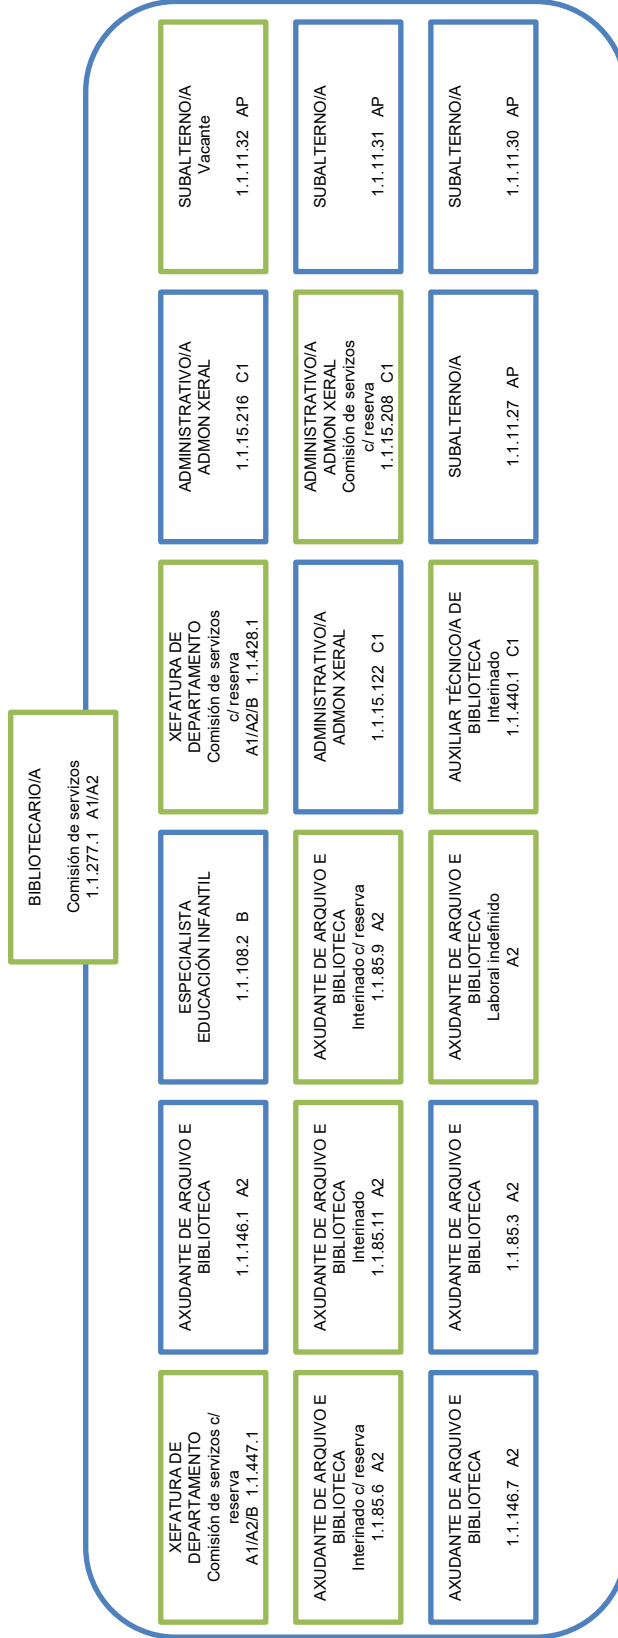 BIBLIOTECARIO/A
Comisión de servizos
1.1.277.1 A1/A2
XEFATURA DE
DEPARTAMENTO
Comisión de servizos c/
reserva
A1/A2/B 1.1.447.1
AXUDANTE DE ARQUIVO E
BIBLIOTECA
1.1.146.1 A2
ESPECIALISTA
EDUCACIÓN INFANTIL
1.1.108.2 B
XEFATURA DE
DEPARTAMENTO
Comisión de servizos
c/ reserva
A1/A2/B 1.1.428.1
ADMINISTRATIVO/A
ADMON XERAL
1.1.15.216 C1
SUBALTERNO/A
Vacante
1.1.11.32 AP
AXUDANTE DE ARQUIVO E
BIBLIOTECA
Interinado c/ reserva
1.1.85.6 A2
AXUDANTE DE ARQUIVO E
BIBLIOTECA
Interinado
1.1.85.11 A2
AXUDANTE DE ARQUIVO E
BIBLIOTECA
Interinado c/ reserva
1.1.85.9 A2
ADMINISTRATIVO/A
ADMON XERAL
1.1.15.122 C1
ADMINISTRATIVO/A
ADMON XERAL
Comisión de servizos
c/ reserva
1.1.15.208 C1
SUBALTERNO/A
1.1.11.31 AP
AXUDANTE DE ARQUIVO E
BIBLIOTECA
1.1.146.7 A2
AXUDANTE DE ARQUIVO E
BIBLIOTECA
1.1.85.3 A2
AXUDANTE DE ARQUIVO E
BIBLIOTECA
Laboral indefinido
A2
AUXILIAR TÉCNICO/A DE
BIBLIOTECA
Interinado
1.1.440.1 C1
SUBALTERNO/A
1.1.11.27 AP
SUBALTERNO/A
1.1.11.30 AP